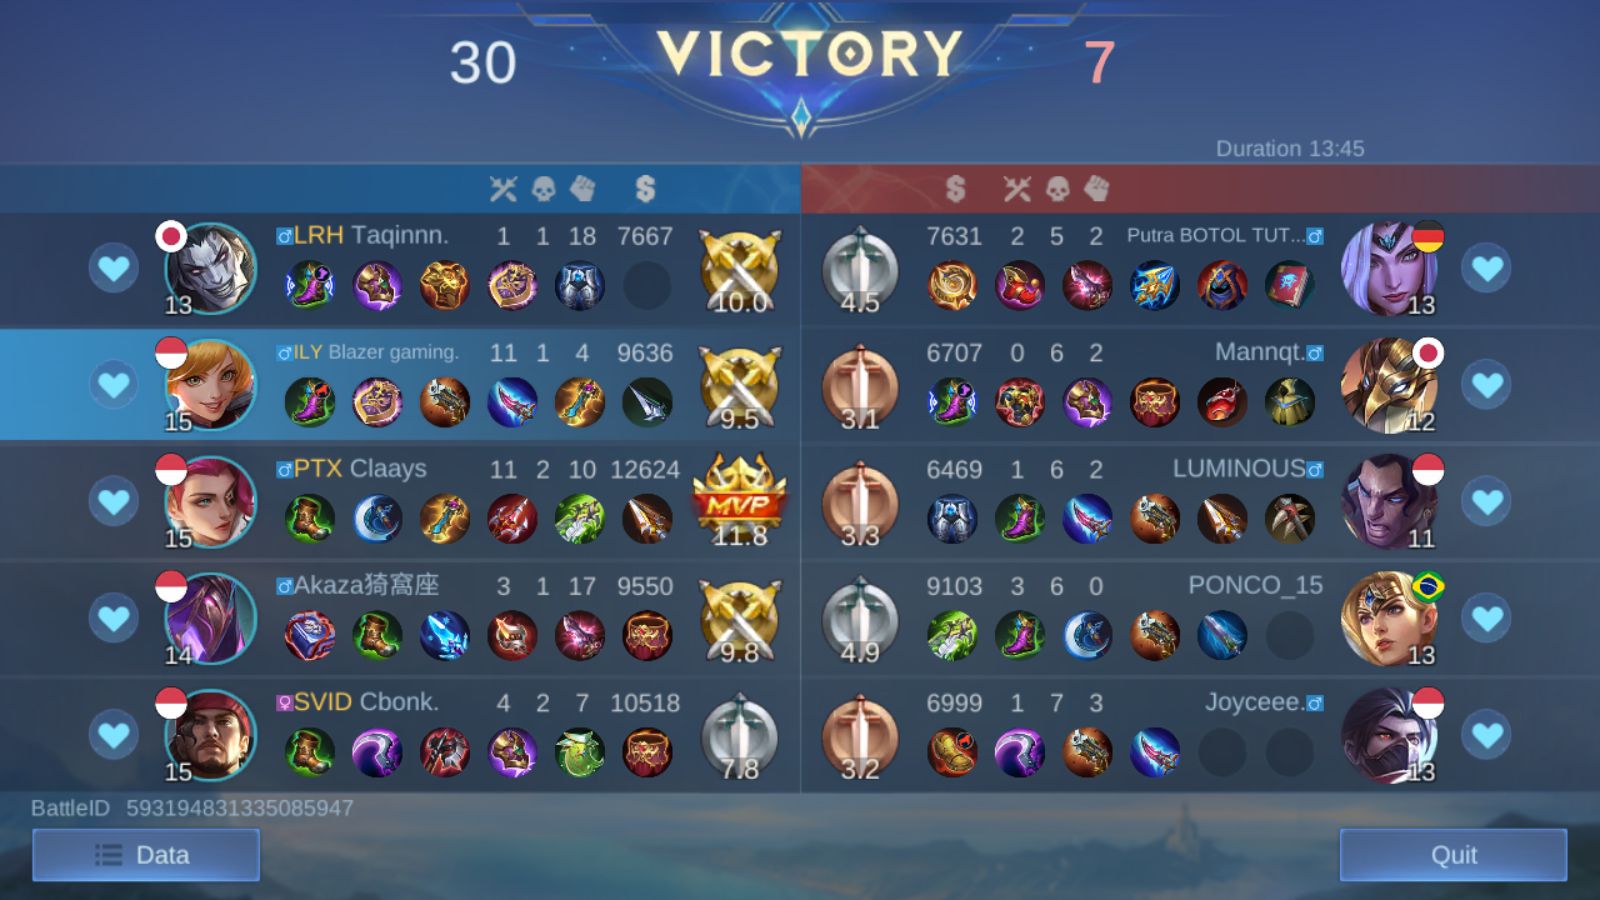 30 VICTORY 7
Duration 13:45
LRH Taqinnn. 1 1 18 7667
13 10.0
4.5 7631 2 5 2 Putra BOTOL TUT...
13
ILY Blazer gaming. 11 1 4 9636
15 9.5
3.1 6707 0 6 2 Mannqt.
12
PTX Claays 11 2 10 12624
MVP
15 11.8
3.3 6469 1 6 2 LUMINOUS
11
Akaza猗窩座 3 1 17 9550
14 9.8
4.9 9103 3 6 0 PONCO_15
13
SVID Cbonk. 4 2 7 10518
15 7.8
3.2 6999 1 7 3 Joyceee.
13
BattleID 593194831335085947
Data
Quit